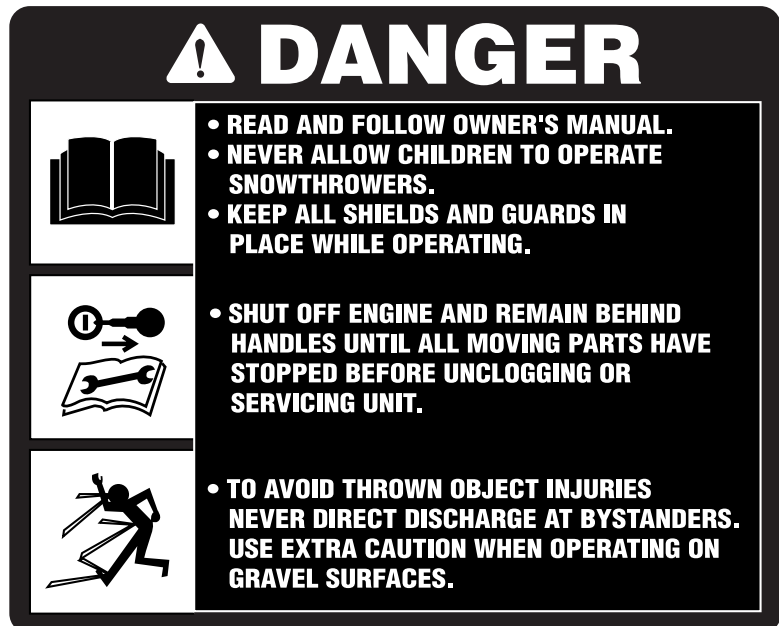 DANGER
• READ AND FOLLOW OWNER'S MANUAL.
• NEVER ALLOW CHILDREN TO OPERATE
SNOWTHROWERS.
• KEEP ALL SHIELDS AND GUARDS IN
PLACE WHILE OPERATING.
• SHUT OFF ENGINE AND REMAIN BEHIND
HANDLES UNTIL ALL MOVING PARTS HAVE
STOPPED BEFORE UNCLOGGING OR
SERVICING UNIT.
• TO AVOID THROWN OBJECT INJURIES
NEVER DIRECT DISCHARGE AT BYSTANDERS.
USE EXTRA CAUTION WHEN OPERATING ON
GRAVEL SURFACES.